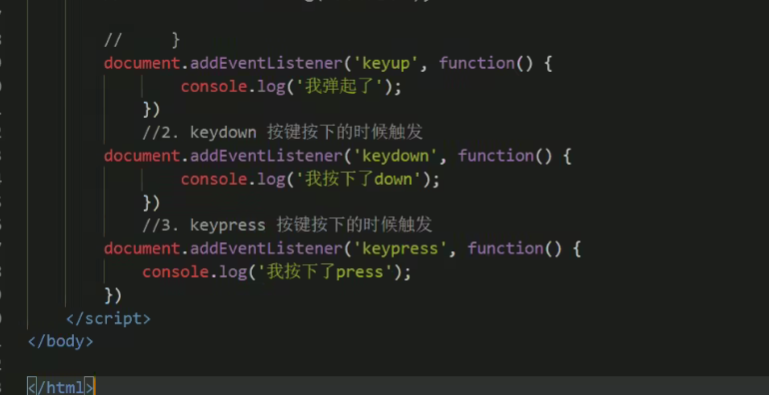 //     }
document.addEventListener('keyup', function() {
        console.log('我弹起了');
    })
    //2. keydown 按键按下的时候触发
document.addEventListener('keydown', function() {
        console.log('我按下了down');
    })
    //3. keypress 按键按下的时候触发
document.addEventListener('keypress', function() {
    console.log('我按下了press');
})
</script>
</body>
</html>